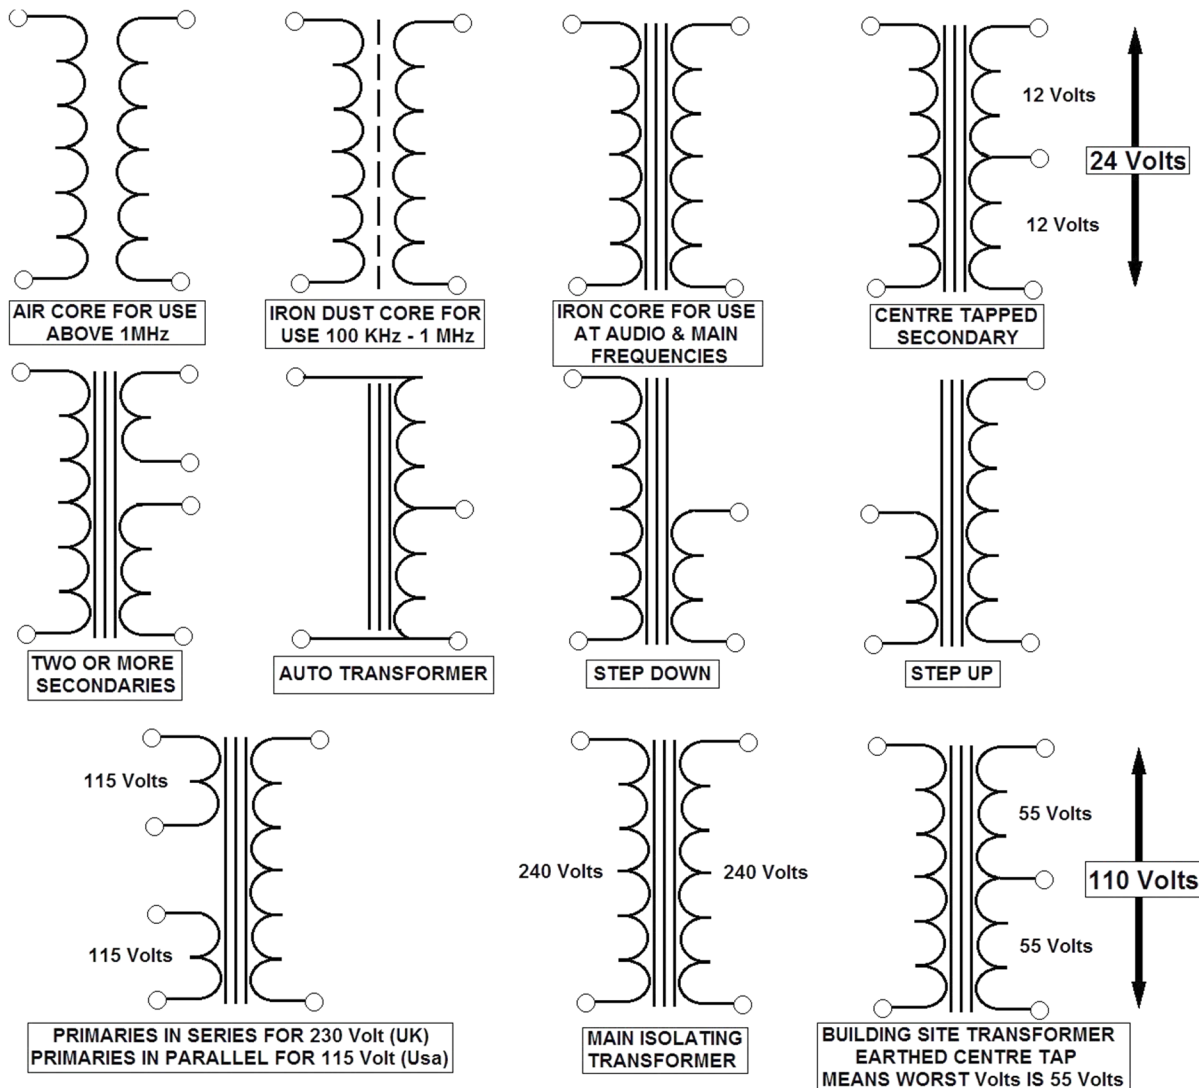 12 Volts
24 Volts
12 Volts
AIR CORE FOR USE
ABOVE 1MHz
IRON DUST CORE FOR
USE 100 KHz - 1 MHz
IRON CORE FOR USE
AT AUDIO & MAIN
FREQUENCIES
CENTRE TAPPED
SECONDARY
TWO OR MORE
SECONDARIES
AUTO TRANSFORMER
STEP DOWN
STEP UP
115 Volts
115 Volts
240 Volts
240 Volts
55 Volts
110 Volts
55 Volts
PRIMARIES IN SERIES FOR 230 Volt (UK)
PRIMARIES IN PARALLEL FOR 115 Volt (Usa)
MAIN ISOLATING
TRANSFORMER
BUILDING SITE TRANSFORMER
EARTHED CENTRE TAP
MEANS WORST Volts IS 55 Volts